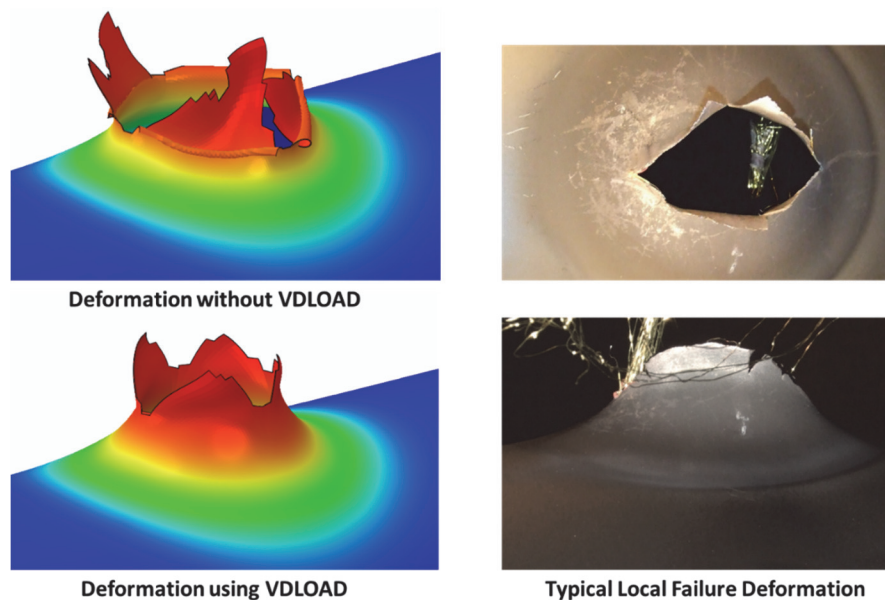 Deformation without VDLOAD
Deformation using VDLOAD
Typical Local Failure Deformation